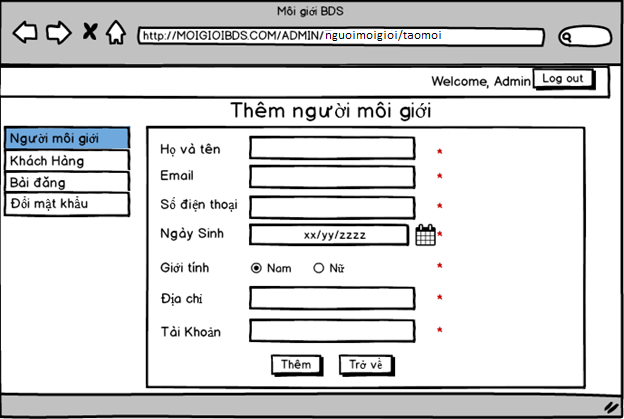 Môi giới BDS
http://MOIGIOIBDS.COM/ADMIN/nguoimoigioi/taomoi
Welcome, Admin
Log out
Thêm người môi giới
Người môi giới
Khách Hàng
Bài đăng
Đổi mật khẩu
Họ và tên *
Email *
Số điện thoại *
Ngày Sinh xx/yy/zzzz *
Giới tính Nam Nữ *
Địa chỉ *
Tài Khoản *
Thêm Trở về